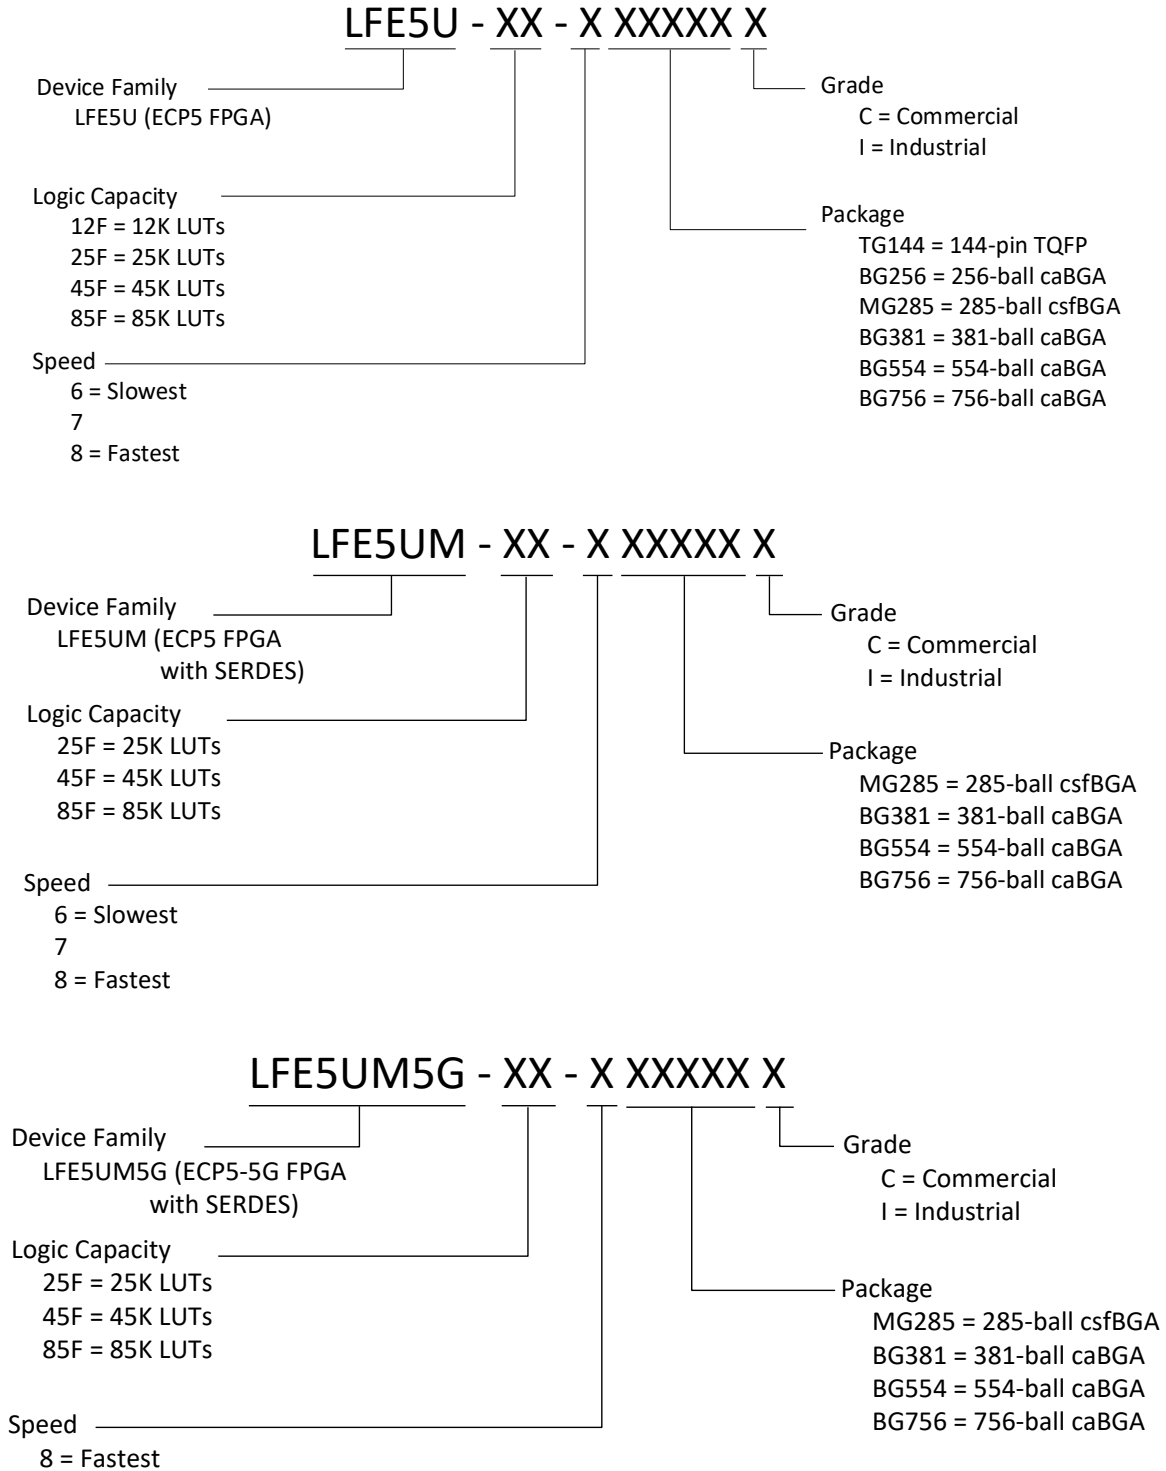 LFE5U - XX - X XXXXX X
Device Family
LFE5U (ECP5 FPGA)
Logic Capacity
12F = 12K LUTs
25F = 25K LUTs
45F = 45K LUTs
85F = 85K LUTs
Speed
6 = Slowest
7
8 = Fastest
Grade
C = Commercial
I = Industrial
Package
TG144 = 144-pin TQFP
BG256 = 256-ball caBGA
MG285 = 285-ball csfBGA
BG381 = 381-ball caBGA
BG554 = 554-ball caBGA
BG756 = 756-ball caBGA
LFE5UM - XX - X XXXXX X
Device Family
LFE5UM (ECP5 FPGA
with SERDES)
Logic Capacity
25F = 25K LUTs
45F = 45K LUTs
85F = 85K LUTs
Speed
6 = Slowest
7
8 = Fastest
Grade
C = Commercial
I = Industrial
Package
MG285 = 285-ball csfBGA
BG381 = 381-ball caBGA
BG554 = 554-ball caBGA
BG756 = 756-ball caBGA
LFE5UM5G - XX - X XXXXX X
Device Family
LFE5UM5G (ECP5-5G FPGA
with SERDES)
Logic Capacity
25F = 25K LUTs
45F = 45K LUTs
85F = 85K LUTs
Speed
8 = Fastest
Grade
C = Commercial
I = Industrial
Package
MG285 = 285-ball csfBGA
BG381 = 381-ball caBGA
BG554 = 554-ball caBGA
BG756 = 756-ball caBGA